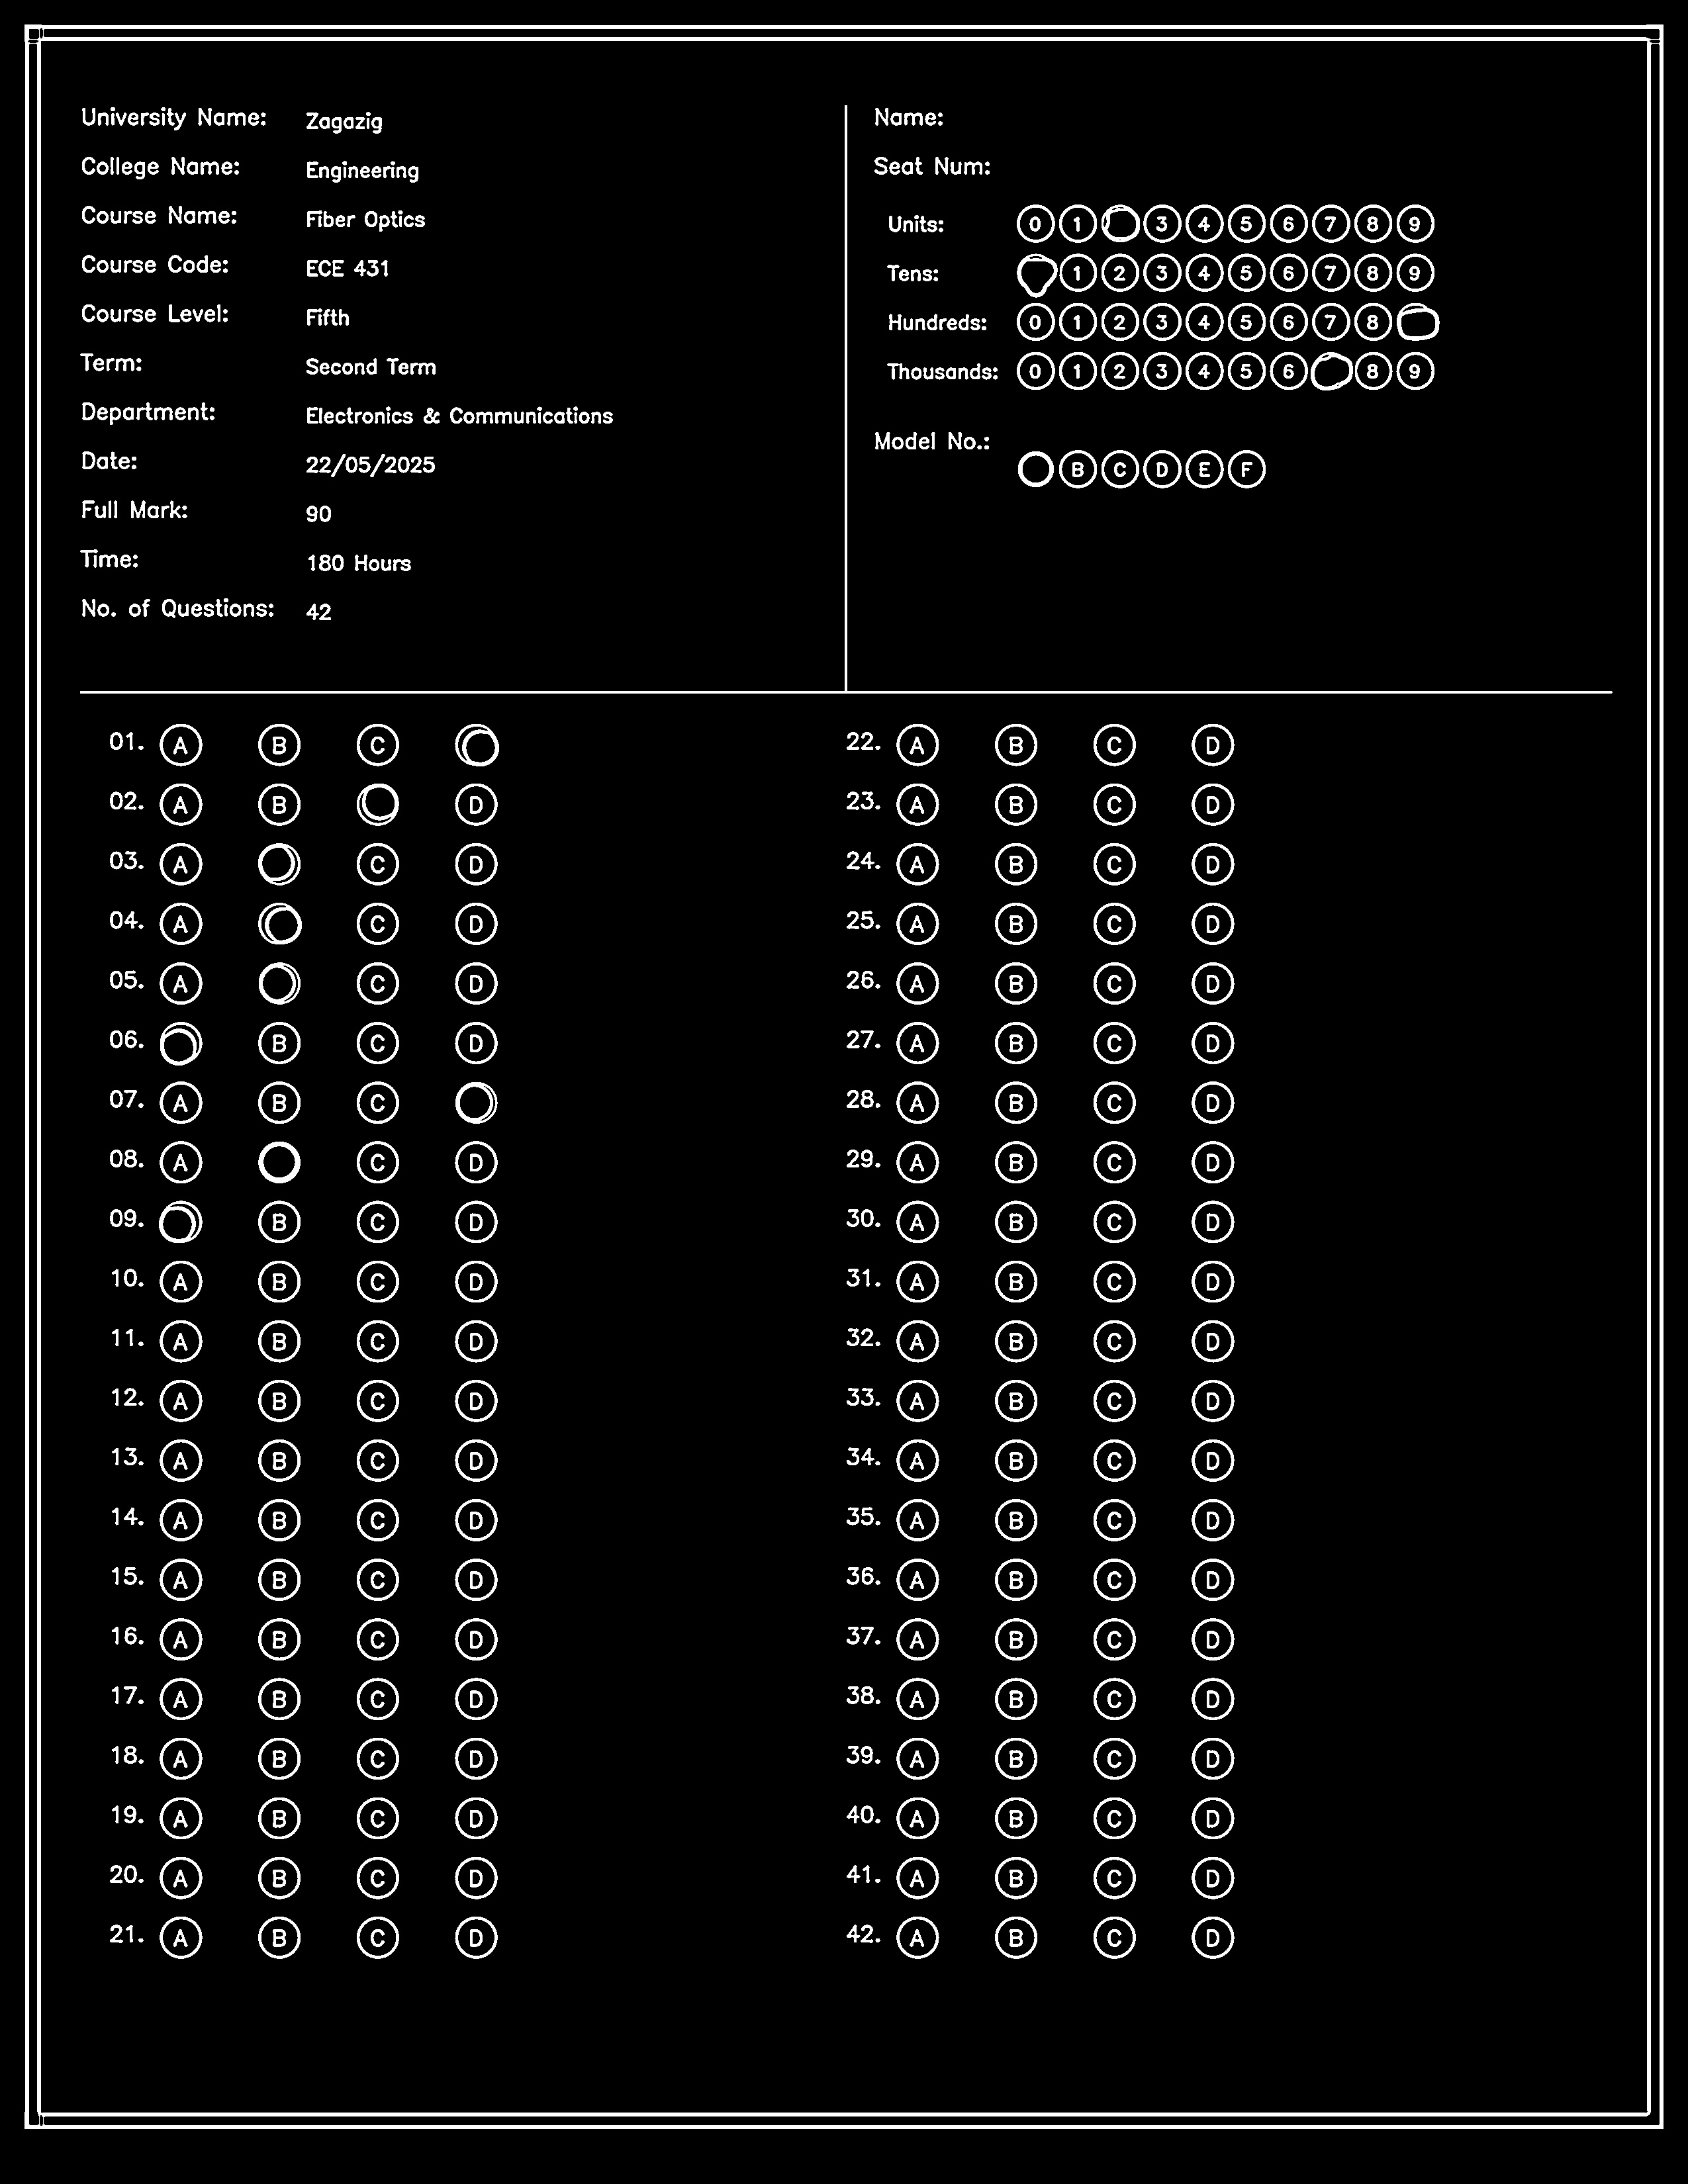 University Name: Zagazig
College Name: Engineering
Course Name: Fiber Optics
Course Code: ECE 431
Course Level: Fifth
Term: Second Term
Department: Electronics & Communications
Date: 22/05/2025
Full Mark: 90
Time: 180 Hours
No. of Questions: 42
Name:
Seat Num:
Units: 0 1 3 4 5 6 7 8 9
Tens: 1 2 3 4 5 6 7 8 9
Hundreds: 0 1 2 3 4 5 6 7 8
Thousands: 0 1 2 3 4 5 6 8 9
Model No.:
B C D E F
01. A B C
02. A B D
03. A C D
04. A C D
05. A C D
06. B C D
07. A B C
08. A C D
09. B C D
10. A B C D
11. A B C D
12. A B C D
13. A B C D
14. A B C D
15. A B C D
16. A B C D
17. A B C D
18. A B C D
19. A B C D
20. A B C D
21. A B C D
22. A B C D
23. A B C D
24. A B C D
25. A B C D
26. A B C D
27. A B C D
28. A B C D
29. A B C D
30. A B C D
31. A B C D
32. A B C D
33. A B C D
34. A B C D
35. A B C D
36. A B C D
37. A B C D
38. A B C D
39. A B C D
40. A B C D
41. A B C D
42. A B C D